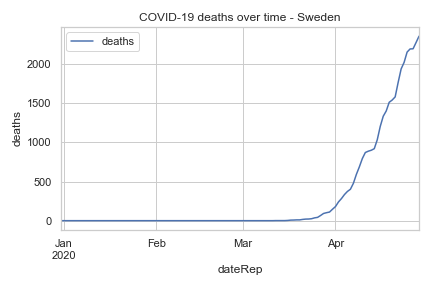 COVID-19 deaths over time - Sweden
deaths
deaths
2000
1500
1000
500
0
Jan
2020
Feb
Mar
Apr
dateRep